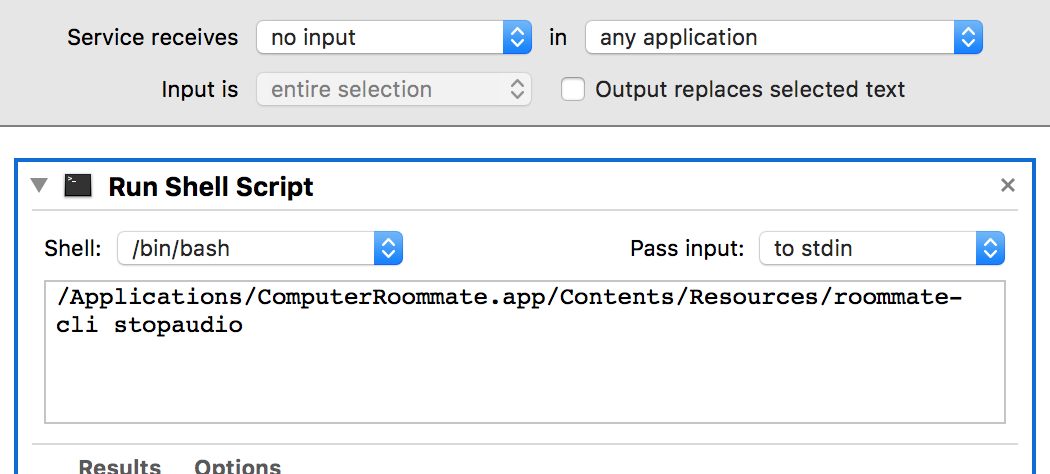 Service receives no input in any application
Input is entire selection Output replaces selected text
Run Shell Script
Shell: /bin/bash Pass input: to stdin
/Applications/ComputerRoommate.app/Contents/Resources/roommate-
cli stopaudio
Results Options